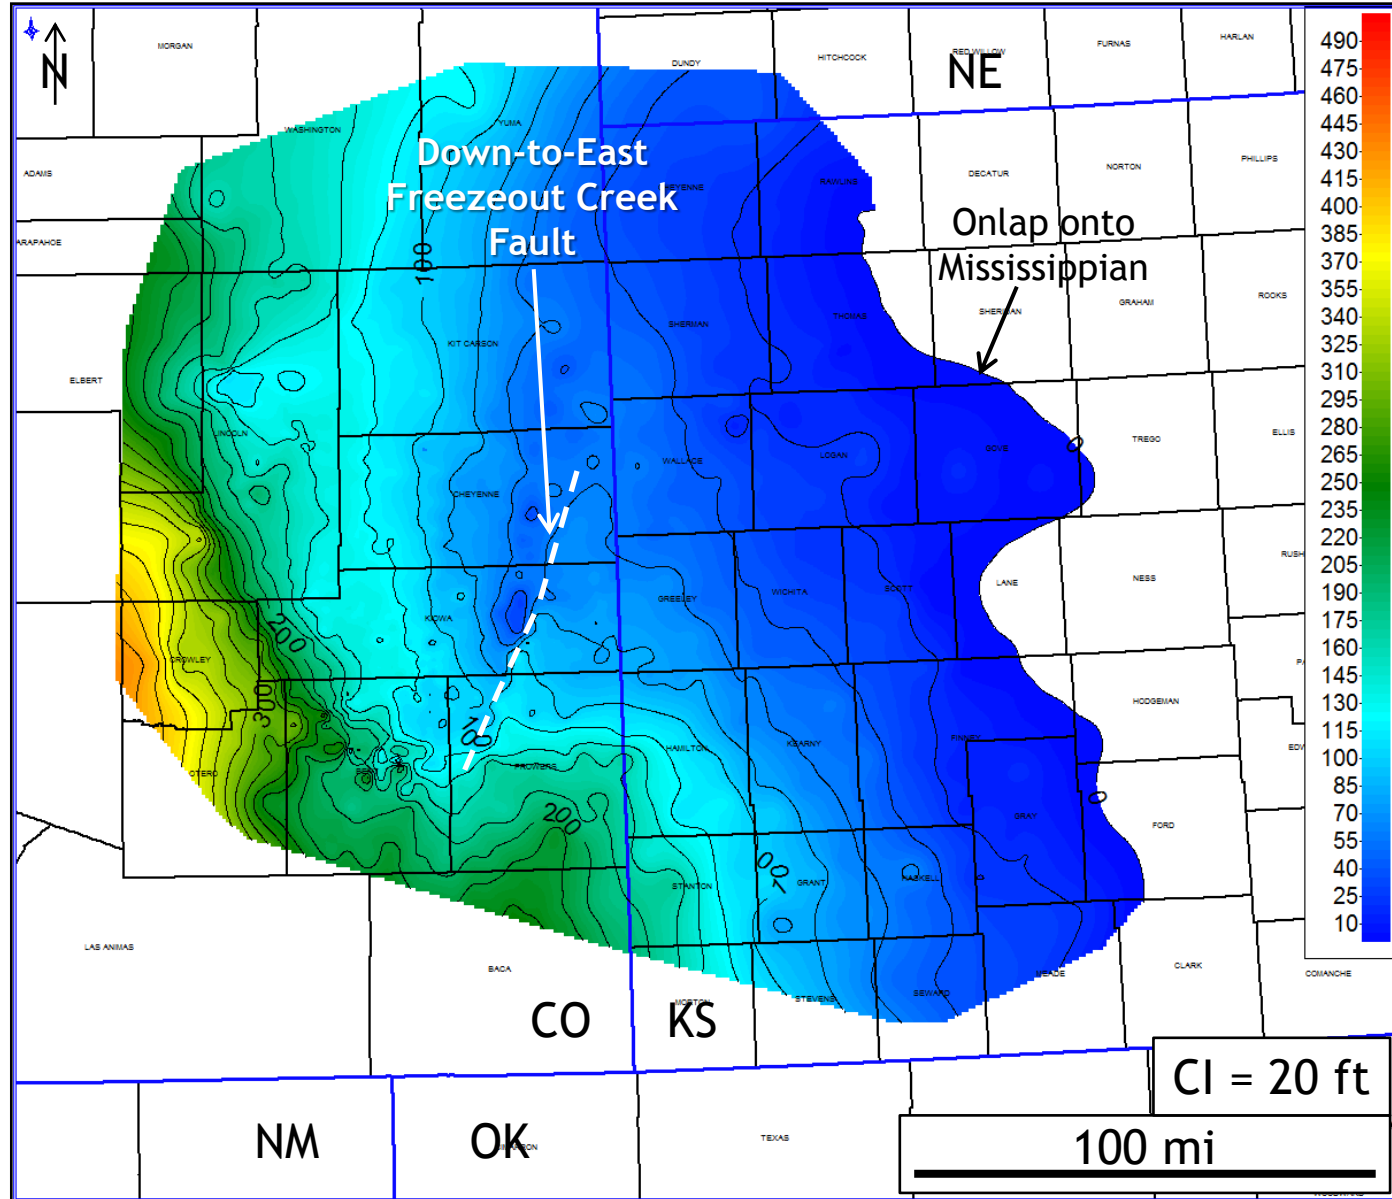 N
MORGAN
DUNDY
HITCHCOCK
RED WILLOW
FURNAS
HARLAN
NE
WASHINGTON
YUMA
Down-to-East
Freezeout Creek
Fault
ADAMS
RAWLINS
DECATUR
NORTON
PHILLIPS
ARAPAHOE
Onlap onto
Mississippian
100
KIT CARSON
SHERMAN
THOMAS
GRAHAM
ROOKS
ELBERT
LINCOLN
WALLACE
LOGAN
GOVE
0
TREGO
ELLIS
CHEYENNE
RUSH
GREELEY
WICHITA
SCOTT
LANE
NESS
KIOWA
200
CROWLEY
300
100
HODGEMAN
HAMILTON
KEARNY
FINNEY
OTERO
PROWERS
200
GRAY
0
FORD
100
STANTON
GRANT
HASKELL
LAS ANIMAS
BACA
MORTON
STEVENS
SEWARD
MEADE
CLARK
COMANCHE
CO
KS
NM
OK
TEXAS
CI = 20 ft
100 mi
490
475
460
445
430
415
400
385
370
355
340
325
310
295
280
265
250
235
220
205
190
175
160
145
130
115
100
85
70
55
40
25
10